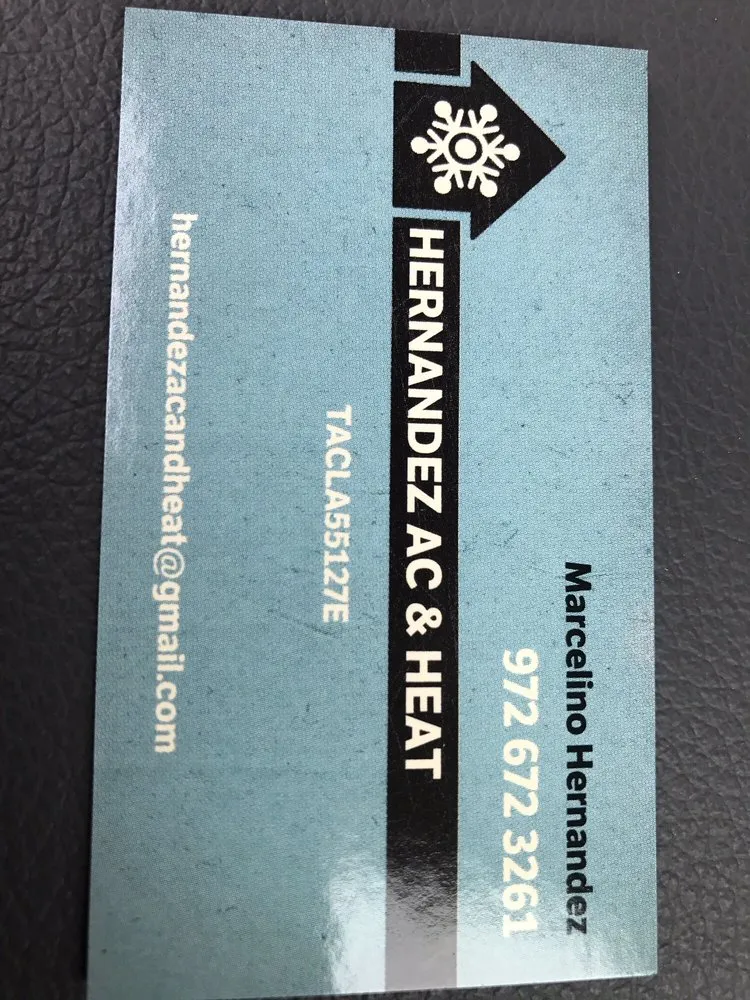 Marcelino Hernandez
972 672 3261
HERNANDEZ AC & HEAT
TACLA55127E
hernandezacandheat@gmail.com